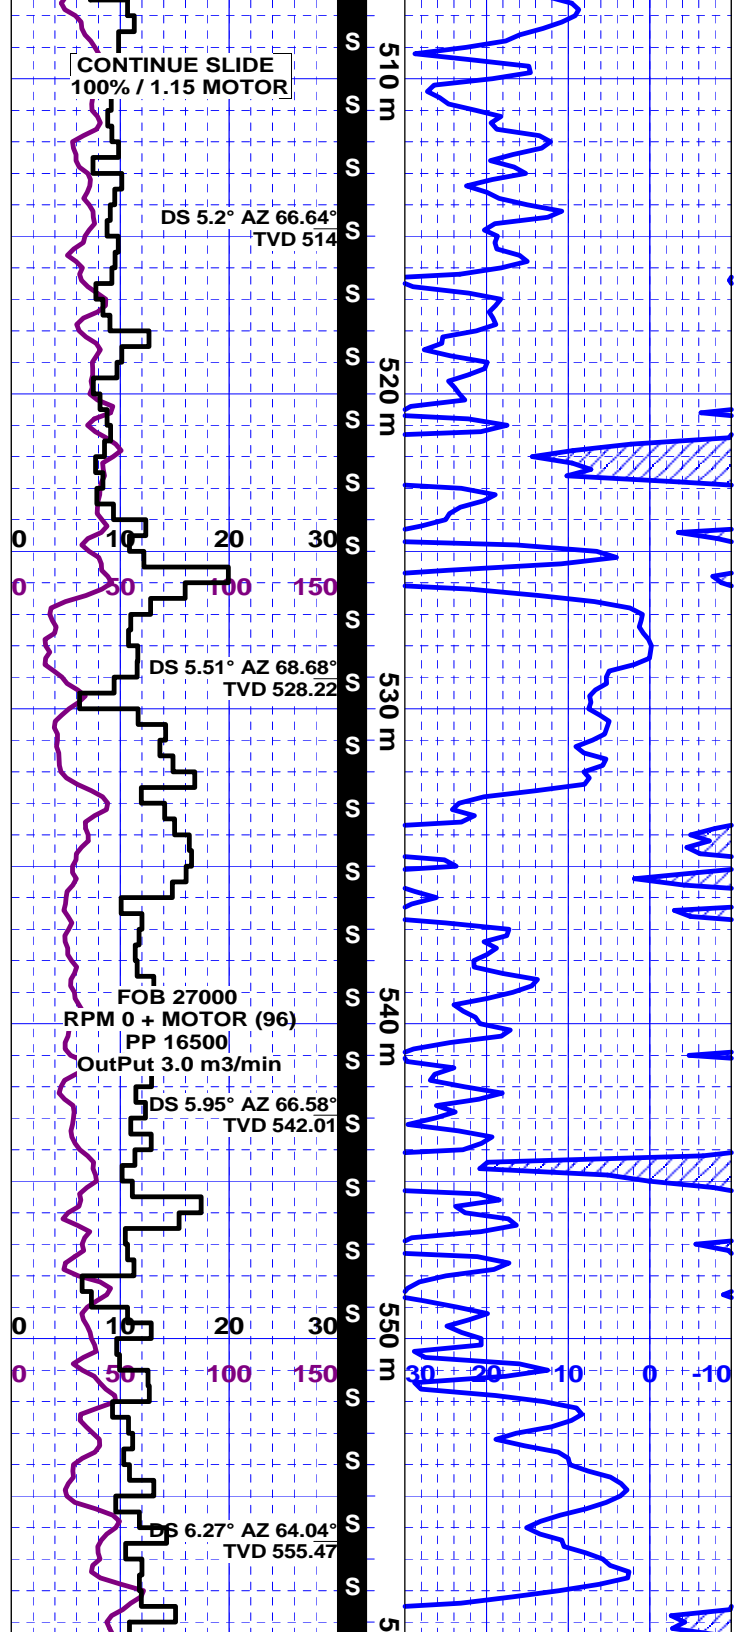 S
510 m
CONTINUE SLIDE
100% / 1.15 MOTOR
S
S
DS 5.2° AZ 66.64°
TVD 514
S
S
S
520 m
S
S
0 10 20 30
S
0 50 100 150
S
DS 5.51° AZ 68.68°
TVD 528.22
S
530 m
S
S
S
S
FOB 27000
S
RPM 0 + MOTOR (96)
540 m
PP 16500
OutPut 3.0 m3/min
S
DS 5.95° AZ 66.58°
TVD 542.01
S
S
S
S
0 10 20 30
550 m
0 50 100 150
30 20 10 0 -10
S
S
S
DS 6.27° AZ 64.04°
TVD 555.47
S
5